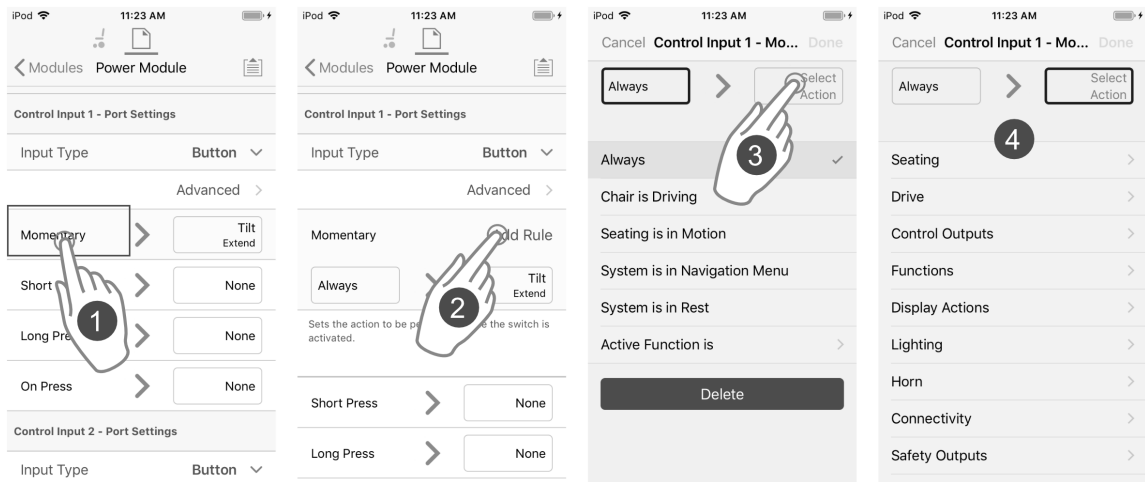 iPod 11:23 AM
Modules Power Module
Control Input 1 - Port Settings
Input Type Button
Advanced
Momentary Tilt
Extend
Short None
Long Pre None
1
On Press None
Control Input 2 - Port Settings
Input Type Button
iPod 11:23 AM
Modules Power Module
Control Input 1 - Port Settings
Input Type Button
Advanced
Momentary Add Rule
Always Tilt
Extend
2
Sets the action to be pe e the switch is
activated.
Short Press None
Long Press None
iPod 11:23 AM
Cancel Control Input 1 - Mo... Done
Always Select
Action
3
Always
Chair is Driving
Seating is in Motion
System is in Navigation Menu
System is in Rest
Active Function is
Delete
iPod 11:23 AM
Cancel Control Input 1 - Mo... Done
Always Select
Action
4
Seating
Drive
Control Outputs
Functions
Display Actions
Lighting
Horn
Connectivity
Safety Outputs